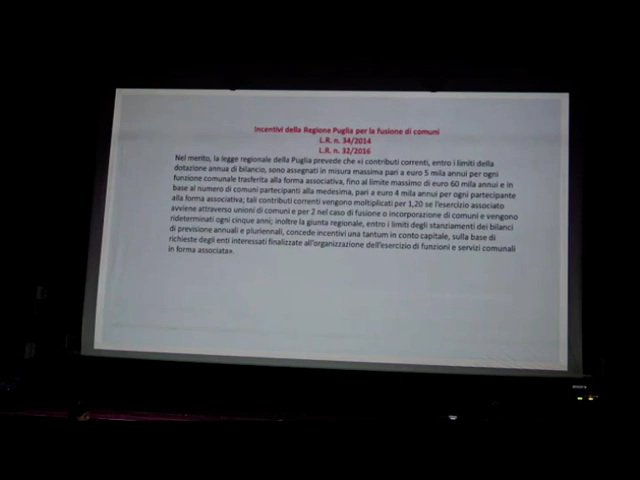 Incentivi della Regione Puglia per la fusione di comuni
L.R. n. 34/2014
L.R. n. 32/2016
Nel merito, la legge regionale della Puglia prevede che «i contributi correnti, entro i limiti della
dotazione annua di bilancio, sono assegnati in misura massima pari a euro 5 mila annui per ogni
funzione comunale trasferita alla forma associativa, fino al limite massimo di euro 60 mila annui e in
base al numero di comuni partecipanti alla medesima, pari a euro 4 mila annui per ogni partecipante
alla forma associativa; tali contributi correnti vengono moltiplicati per 1,20 se l'esercizio associato
avviene attraverso unioni di comuni e per 2 nel caso di fusione o incorporazione di comuni e vengono
rideterminati ogni cinque anni; inoltre la giunta regionale, entro i limiti degli stanziamenti dei bilanci
di previsione annuali e pluriennali, concede incentivi una tantum in conto capitale, sulla base di
richieste degli enti interessati finalizzate all'organizzazione dell'esercizio di funzioni e servizi comunali
in forma associata».
SONY